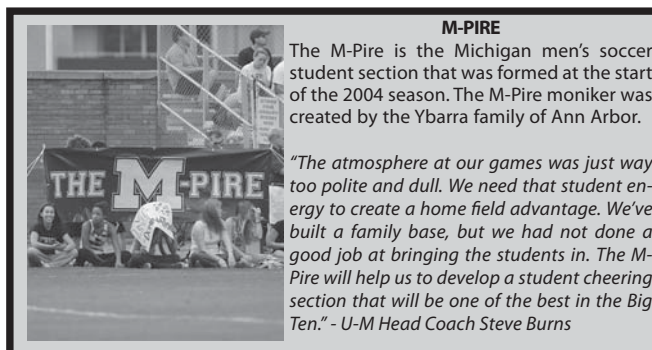 M-PIRE
The M-Pire is the Michigan men's soccer
student section that was formed at the start
of the 2004 season. The M-Pire moniker was
created by the Ybarra family of Ann Arbor.
“The atmosphere at our games was just way
too polite and dull. We need that student en-
ergy to create a home field advantage. We've
built a family base, but we had not done a
good job at bringing the students in. The M-
Pire will help us to develop a student cheering
section that will be one of the best in the Big
Ten.” - U-M Head Coach Steve Burns
THE M-PIRE